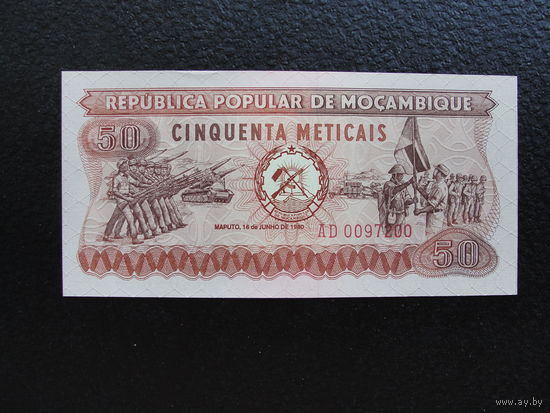 REPÚBLICA POPULAR DE MOÇAMBIQUE
50
CINQUENTA METICAIS
MAPUTO, 16 de JUNHO DE 1980
AD 0097200
50
www.ay.by